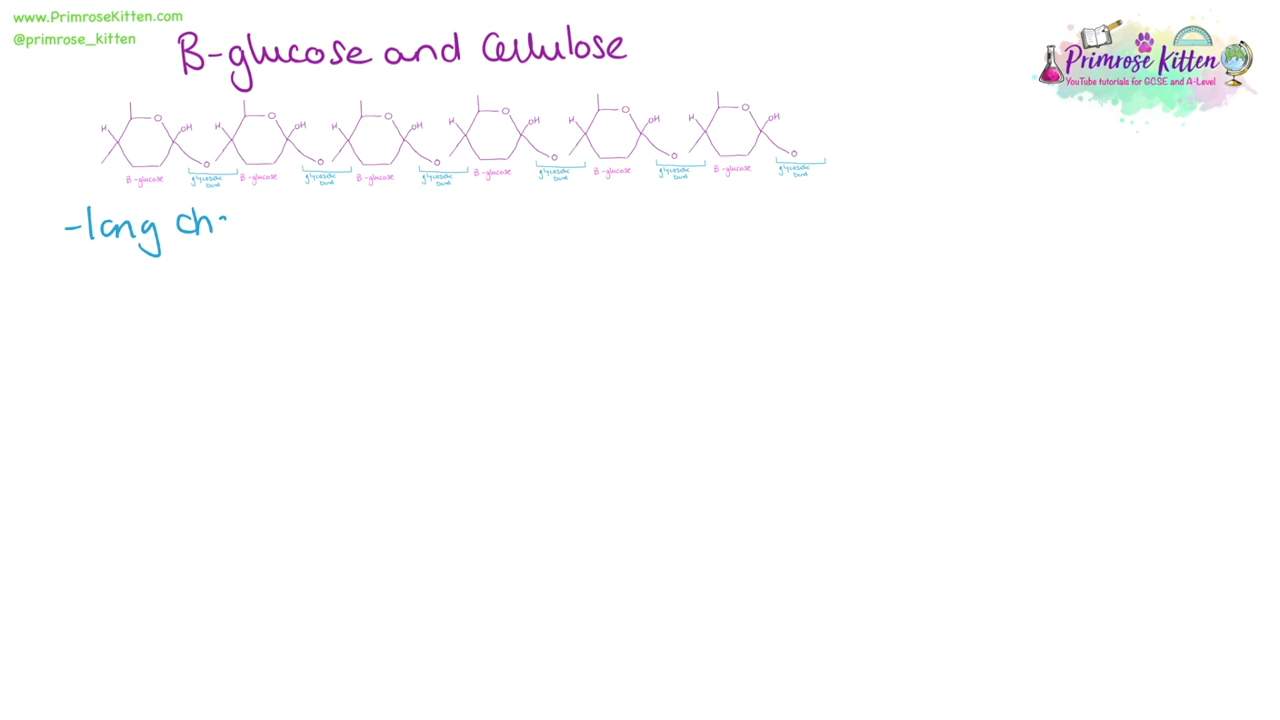 www.PrimroseKitten.com
@primrose_kitten
B-glucose and Cellulose
Primrose Kitten
YouTube tutorials for GCSE and A-Level
H O OH O H O OH O H O OH O H O OH O H O OH O H O OH O
B-glucose glycosidic bond B-glucose glycosidic bond B-glucose glycosidic bond B-glucose glycosidic bond B-glucose glycosidic bond B-glucose glycosidic bond
-long ch